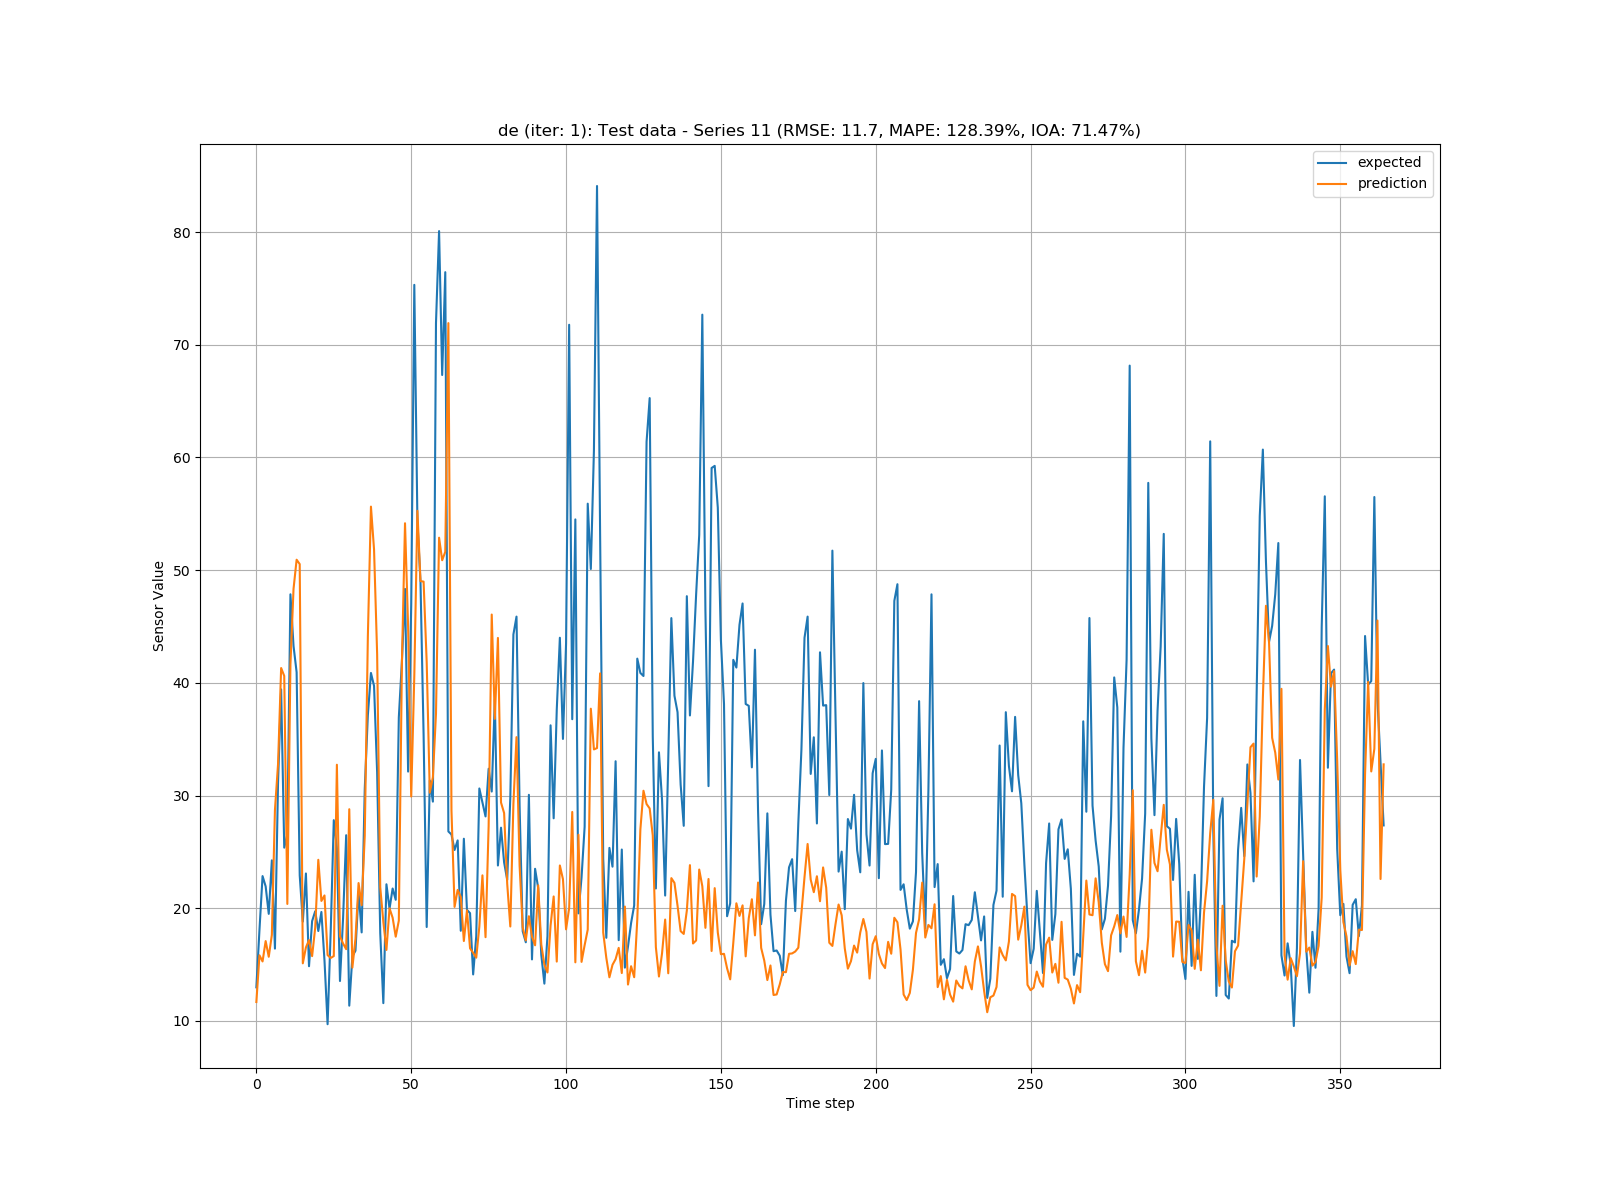 de (iter: 1): Test data - Series 11 (RMSE: 11.7, MAPE: 128.39%, IOA: 71.47%)
expected
prediction
80
70
60
50
40
30
20
10
Sensor Value
0 50 100 150 200 250 300 350
Time step